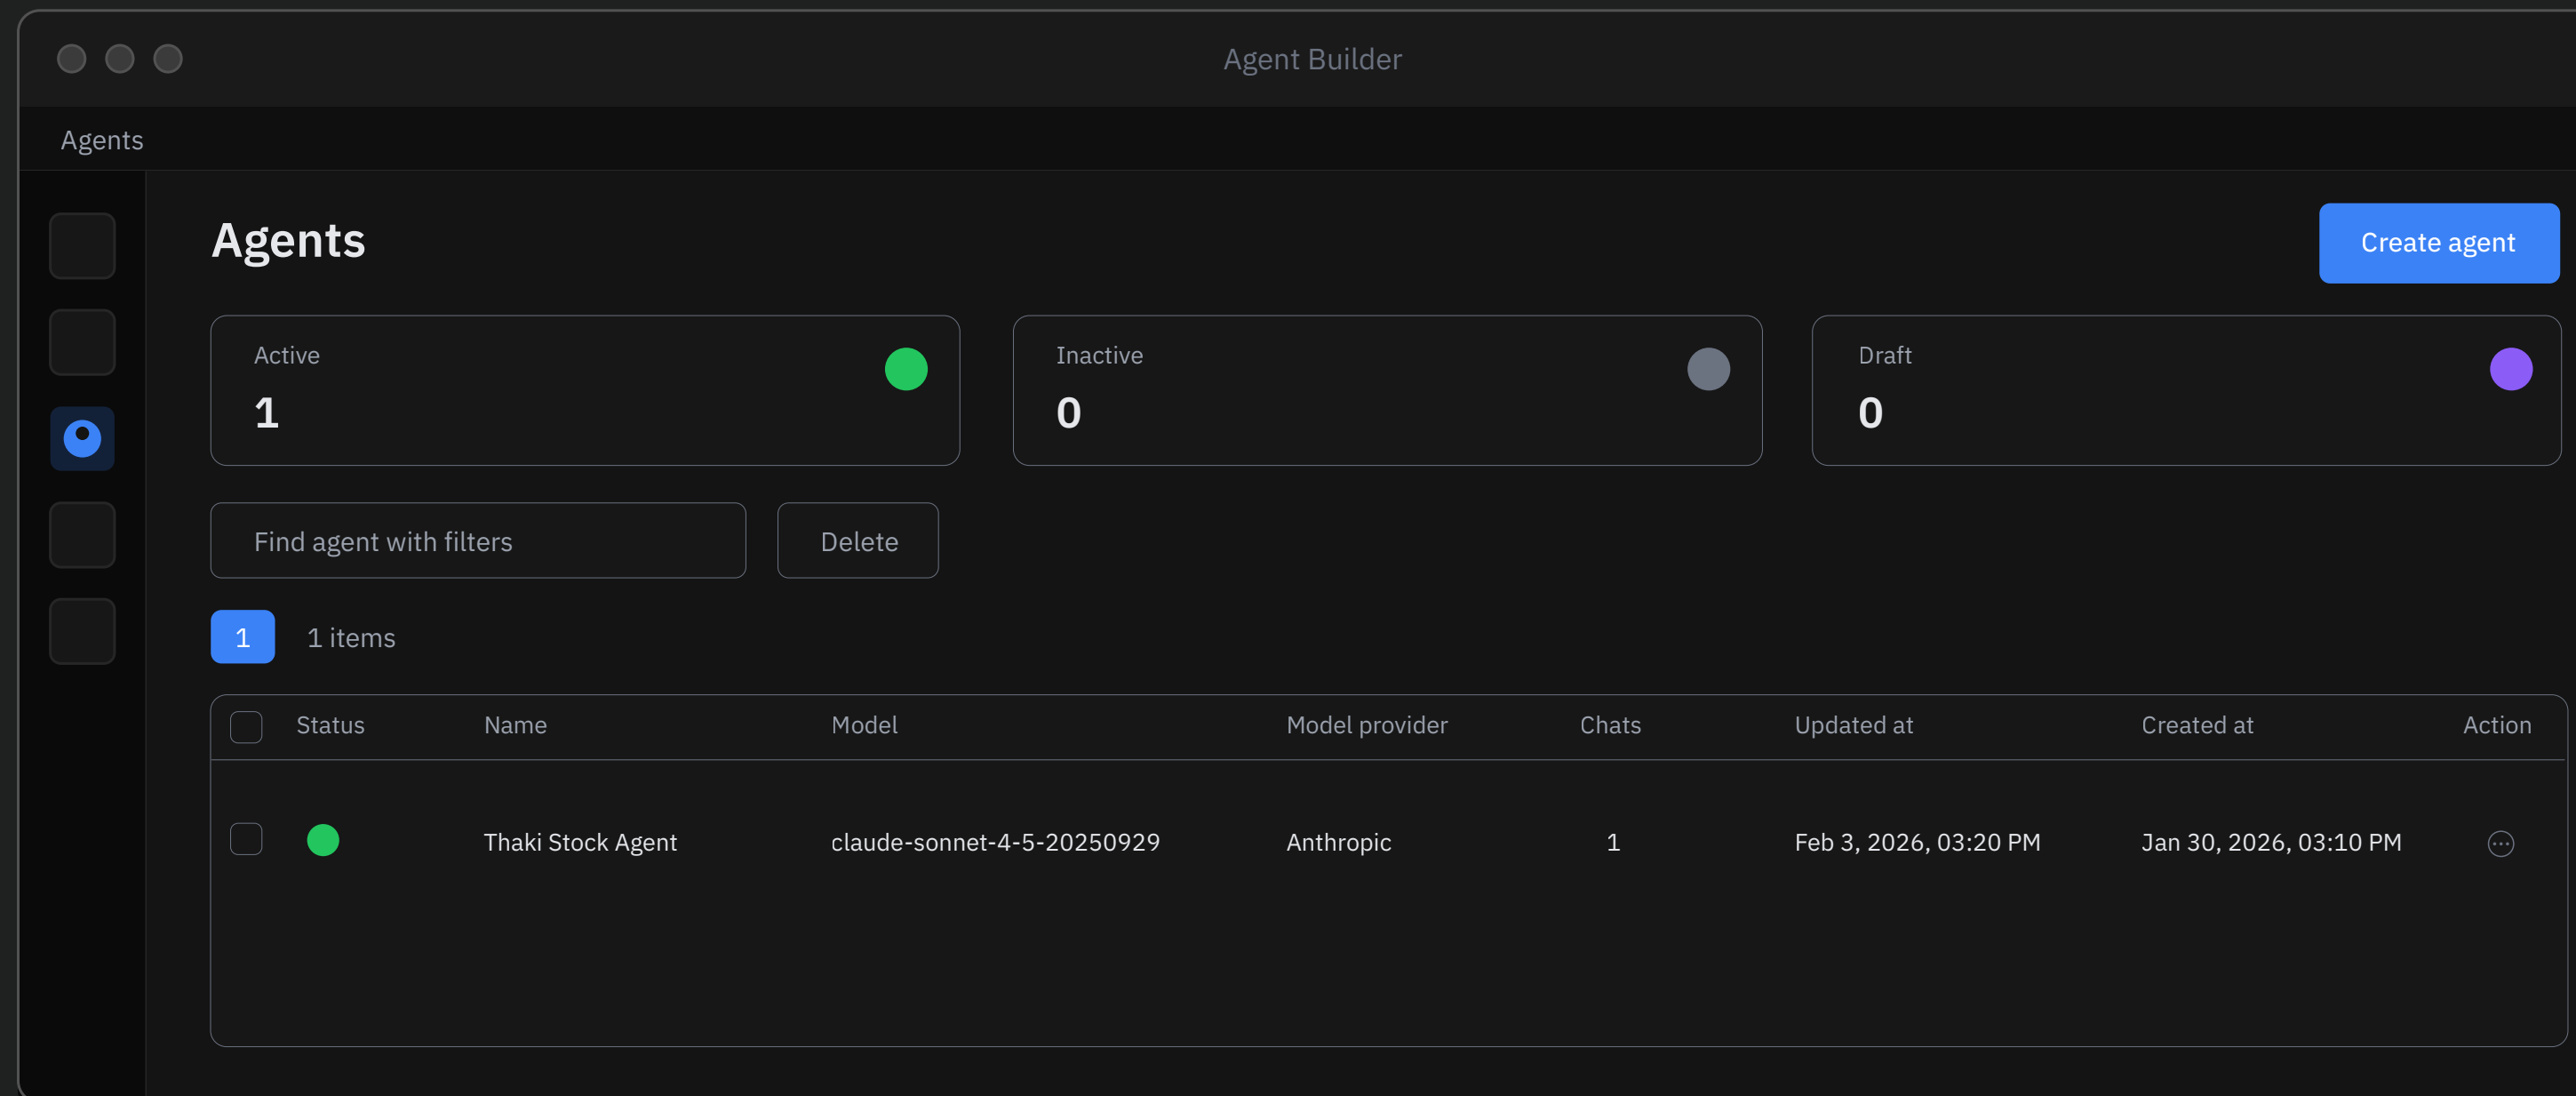 Agent Builder
Agents
Agents
Create agent
Active
1
Inactive
0
Draft
0
Find agent with filters
Delete
1
1 items
Status Name Model Model provider Chats Updated at Created at Action
Thaki Stock Agent claude-sonnet-4-5-20250929 Anthropic 1 Feb 3, 2026, 03:20 PM Jan 30, 2026, 03:10 PM